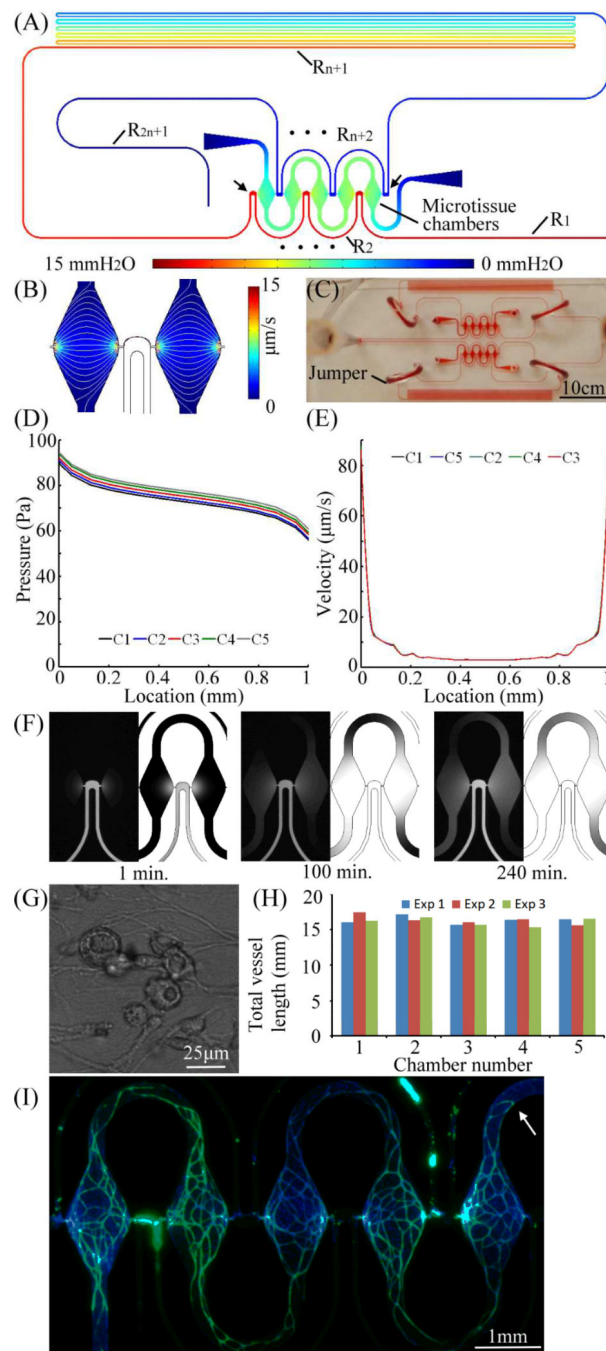 (A)
Rn+1
R2n+1
Rn+2
Microtissue
chambers
R1
R2
15 mmH2O
0 mmH2O
(B)
15
μm/s
0
(C)
Jumper
10cm
(D)
100
80
60
40
20
0
Pressure (Pa)
C1 C2 C3 C4 C5
0 0.2 0.4 0.6 0.8 1
Location (mm)
(E)
C1 C5 C2 C4 C3
80
60
40
20
0
Velocity (μm/s)
0 0.2 0.4 0.6 0.8 1
Location (mm)
(F)
1 min.
100 min.
240 min.
(G)
25μm
(H)
Exp 1 Exp 2 Exp 3
20
15
10
5
0
Total vessel
length (mm)
1 2 3 4 5
Chamber number
(I)
1mm